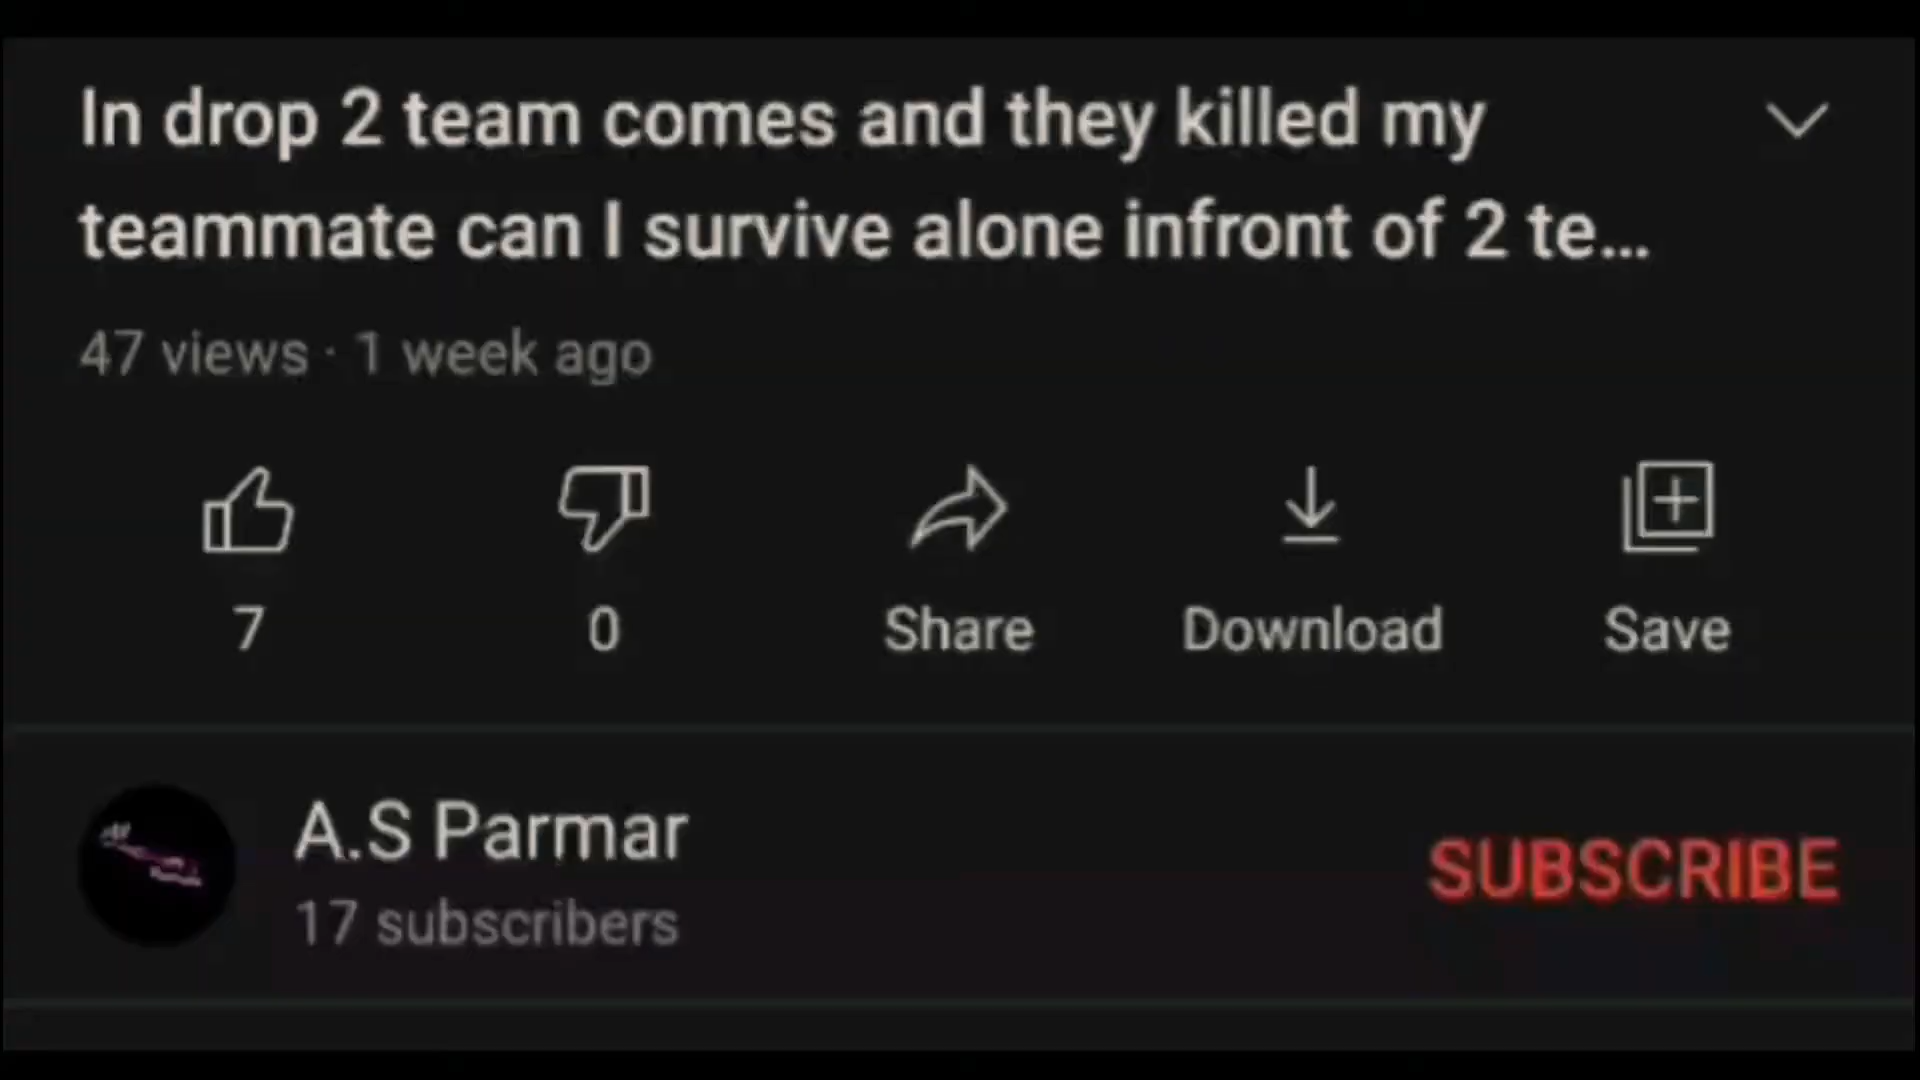 In drop 2 team comes and they killed my
teammate can I survive alone infront of 2 te...
47 views · 1 week ago
7
0
Share
Download
Save
A.S Parmar
17 subscribers
SUBSCRIBE